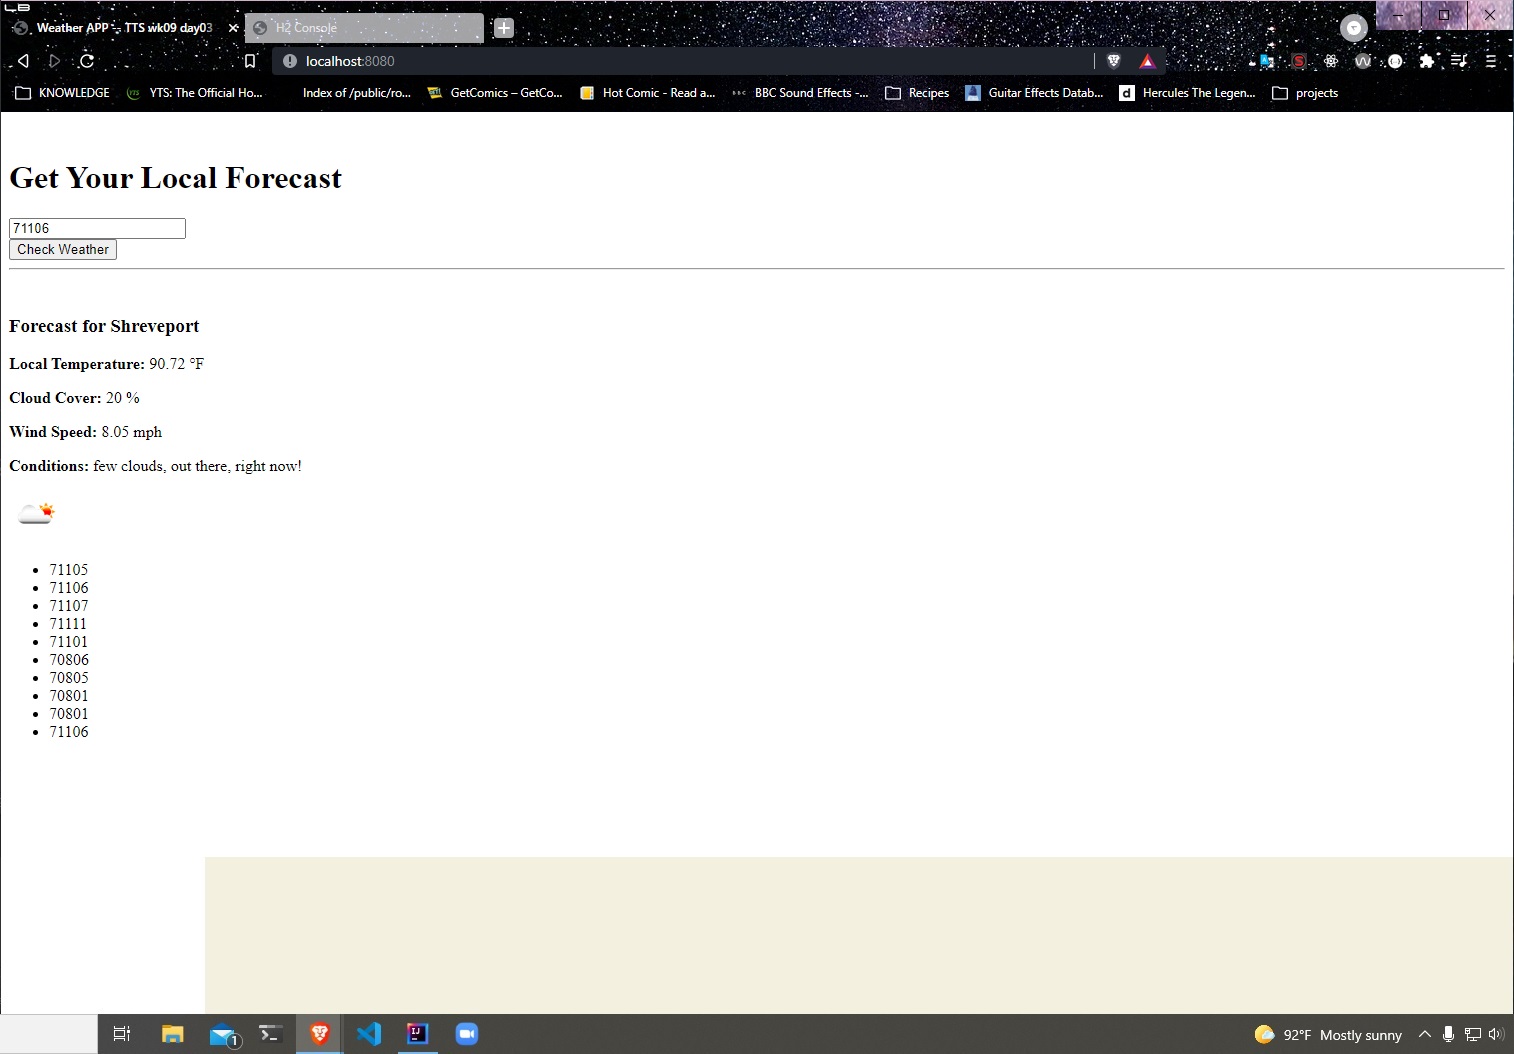 Weather APP -- TTS wk09 day03
H2 Console
localhost:8080
KNOWLEDGE
YTS: The Official Ho...
Index of /public/ro...
GetComics – GetCo...
Hot Comic - Read a...
BBC Sound Effects -...
Recipes
Guitar Effects Datab...
Hercules The Legen...
projects
Get Your Local Forecast
71106
Check Weather
Forecast for Shreveport
Local Temperature: 90.72 °F
Cloud Cover: 20 %
Wind Speed: 8.05 mph
Conditions: few clouds, out there, right now!
71105
71106
71107
71111
71101
70806
70805
70801
70801
71106
1
92°F Mostly sunny